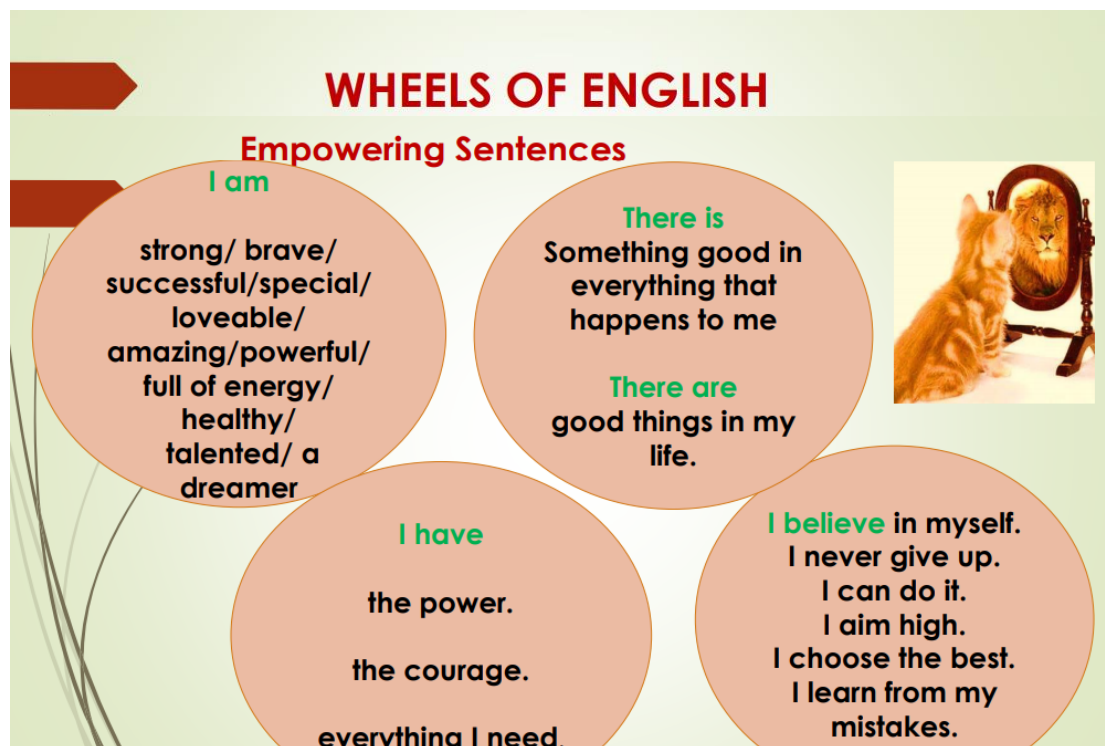 WHEELS OF ENGLISH
Empowering Sentences
I am
strong/ brave/
successful/special/
loveable/
amazing/powerful/
full of energy/
healthy/
talented/ a
dreamer
There is
Something good in
everything that
happens to me
There are
good things in my
life.
I have
the power.
the courage.
everything I need.
I believe in myself.
I never give up.
I can do it.
I aim high.
I choose the best.
I learn from my
mistakes.